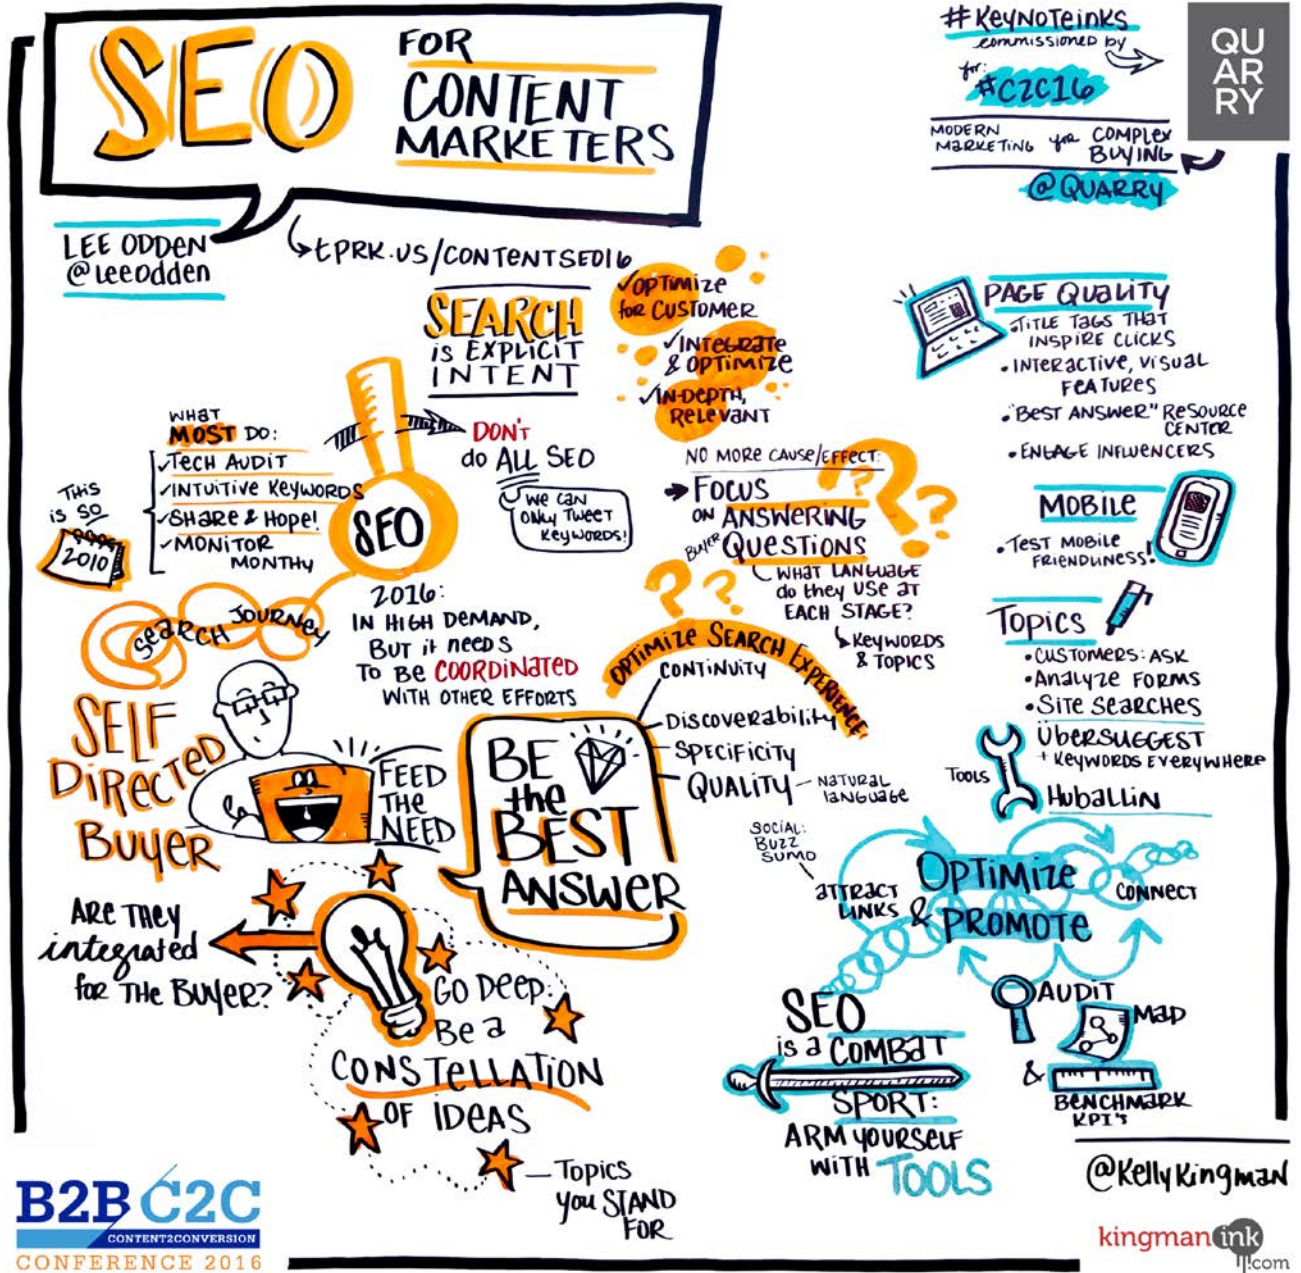 SEO
FOR
CONTENT
MARKETERS
LEE ODDEN
@leeodden
tPRK.US/CONTENTSEO16
#KEYNOTEinks
commissioned by
for:
#C2C16
MODERN
MARKETING for COMPLEX
BUYING
@QUARRY
QU
AR
RY
SEARCH
is EXPLICIT
INTENT
OPTIMIZE
for CUSTOMER
INTEGRATE
& OPTIMIZE
IN-DEPTH,
RELEVANT
WHAT
MOST DO:
TECH AUDIT
INTUITIVE KEYWORDS
SHARE & HOPE!
MONITOR
MONTHY
THIS
is SO
2010
SEO
DON'T
do ALL SEO
WE CAN
ONLY TWEET
KEYWORDS!
2016:
IN HIGH DEMAND,
BUT it NEEDS
TO BE COORDINATED
WITH OTHER EFFORTS
SEARCH JOURNEY
SELF
DIRECTED
BUYER
FEED
THE
NEED
NO MORE CAUSE/EFFECT:
FOCUS
ON ANSWERING
BUYER QUESTIONS
WHAT LANGUAGE
do they USE AT
EACH STAGE?
KEYWORDS
& TOPICS
OPTIMIZE SEARCH EXPERIENCE
CONTINUITY
DISCOVERABILITY
SPECIFICITY
QUALITY – NATURAL
LANGUAGE
BE
the
BEST
ANSWER
ARE THEY
integrated
for THE BUYER?
GO DEEP:
Be a
CONSTELLATION
OF IDEAS
TOPICS
you STAND
FOR
PAGE QUALITY
• TITLE TAGS THAT
INSPIRE CLICKS
• INTERACTIVE, VISUAL
FEATURES
• "BEST ANSWER" RESOURCE
CENTER
• ENGAGE INFLUENCERS
MOBILE
• TEST MOBILE
FRIENDLINESS!
TOPICS
• CUSTOMERS: ASK
• ANALYZE FORMS
• SITE SEARCHES
TOOLS
ÜBERSUGGEST
+ KEYWORDS EVERYWHERE
HUBALLIN
SOCIAL:
BUZZ
SUMO
ATTRACT
LINKS
OPTIMIZE
& PROMOTE
CONNECT
AUDIT
MAP
&
BENCHMARK
KPI'S
SEO
is a COMBAT
SPORT:
ARM YOURSELF
WITH TOOLS
@KellyKingman
kingman ink
.com
B2B C2C
CONTENT2CONVERSION
CONFERENCE 2016